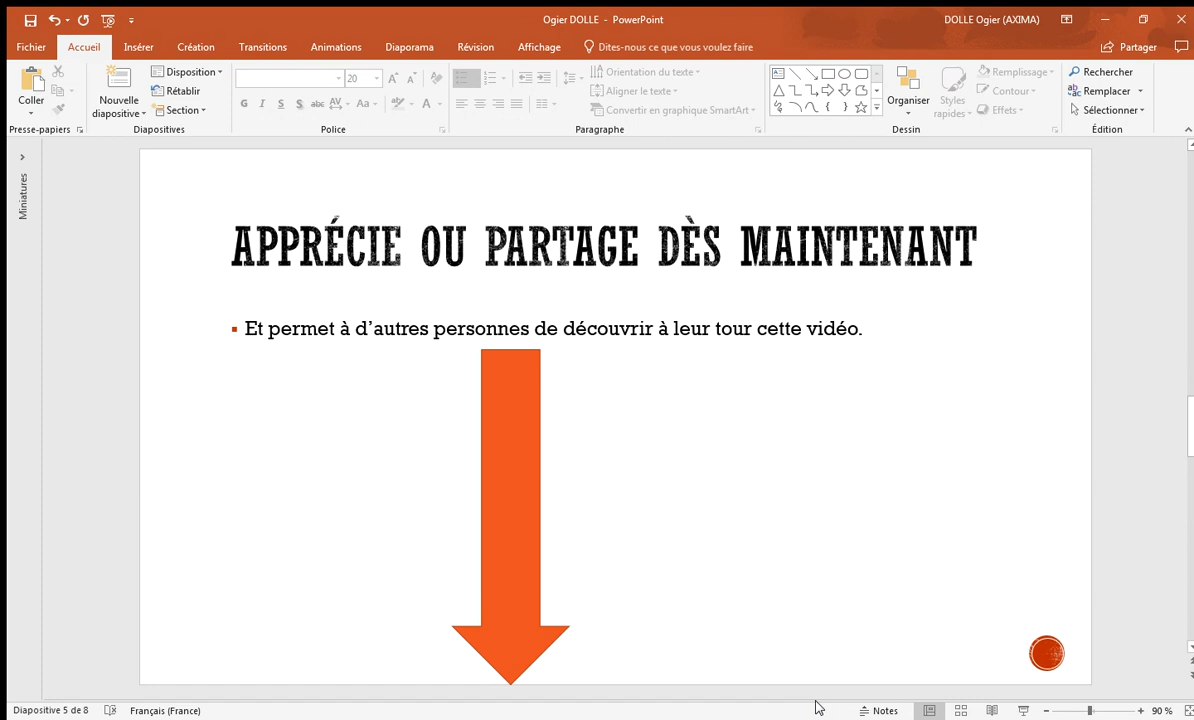 Ogier DOLLE - PowerPoint
DOLLE Ogier (AXIMA)
Fichier Accueil Insérer Création Transitions Animations Diaporama Révision Affichage Dites-nous ce que vous voulez faire Partager
Coller
Presse-papiers
Nouvelle diapositive
Disposition
Rétablir
Section
Diapositives
20
G I S S abc AV Aa A
Police
Orientation du texte
Aligner le texte
Convertir en graphique SmartArt
Paragraphe
Organiser
Styles rapides
Remplissage
Contour
Effets
Dessin
Rechercher
Remplacer
Sélectionner
Édition
Miniatures
APPRÉCIE OU PARTAGE DÈS MAINTENANT
Et permet à d’autres personnes de découvrir à leur tour cette vidéo.
Diapositive 5 de 8 Français (France) Notes 90 %